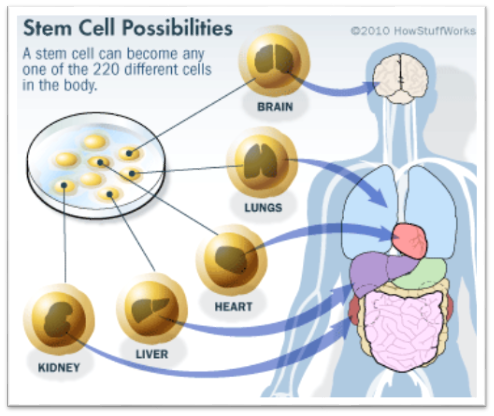 Stem Cell Possibilities
©2010 HowStuffWorks
A stem cell can become any
one of the 220 different cells
in the body.
BRAIN
LUNGS
HEART
LIVER
KIDNEY